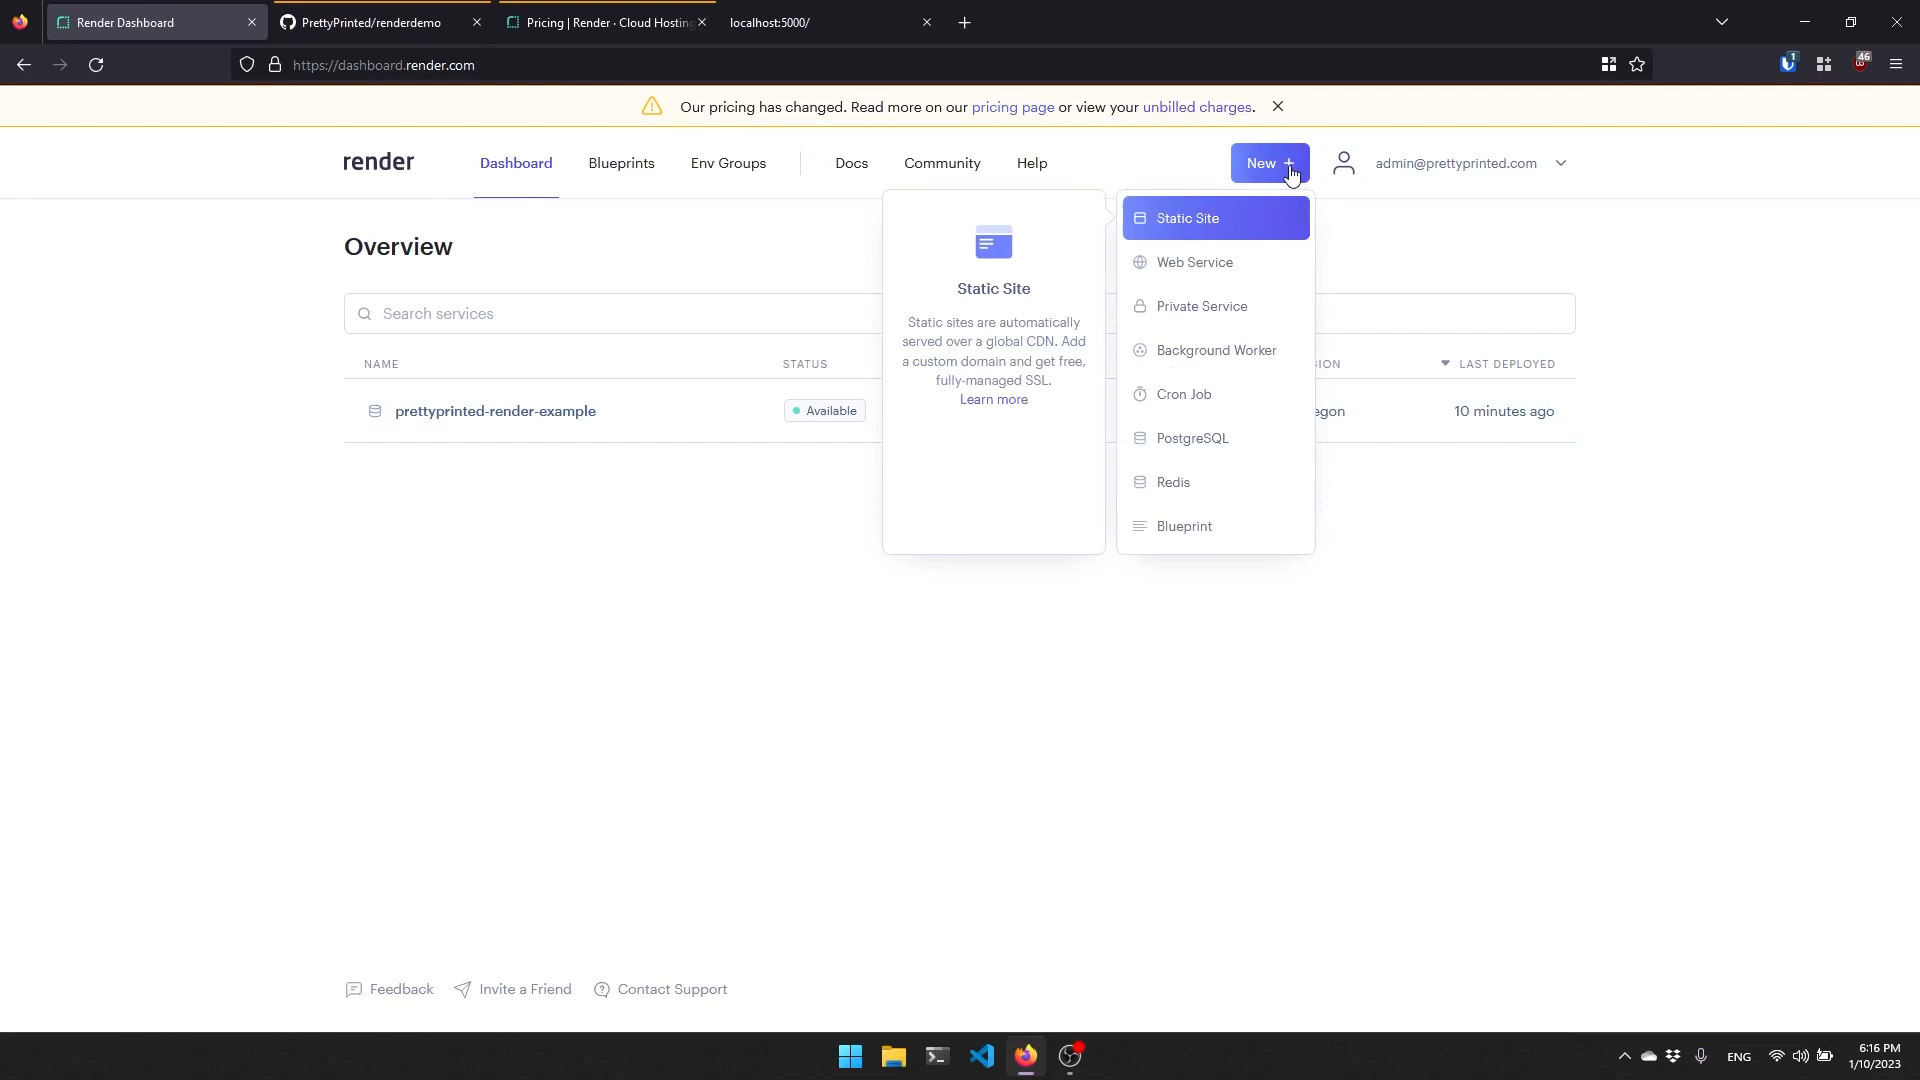 Render Dashboard
PrettyPrinted/renderdemo
Pricing | Render · Cloud Hosting
localhost:5000/
https://dashboard.render.com
1
46
Our pricing has changed. Read more on our pricing page or view your unbilled charges.
render
Dashboard
Blueprints
Env Groups
Docs
Community
Help
New +
admin@prettyprinted.com
Overview
Search services
NAME
STATUS
ION
LAST DEPLOYED
prettyprinted-render-example
Available
egon
10 minutes ago
Static Site
Static sites are automatically
served over a global CDN. Add
a custom domain and get free,
fully-managed SSL.
Learn more
Static Site
Web Service
Private Service
Background Worker
Cron Job
PostgreSQL
Redis
Blueprint
Feedback
Invite a Friend
Contact Support
ENG
6:16 PM
1/10/2023